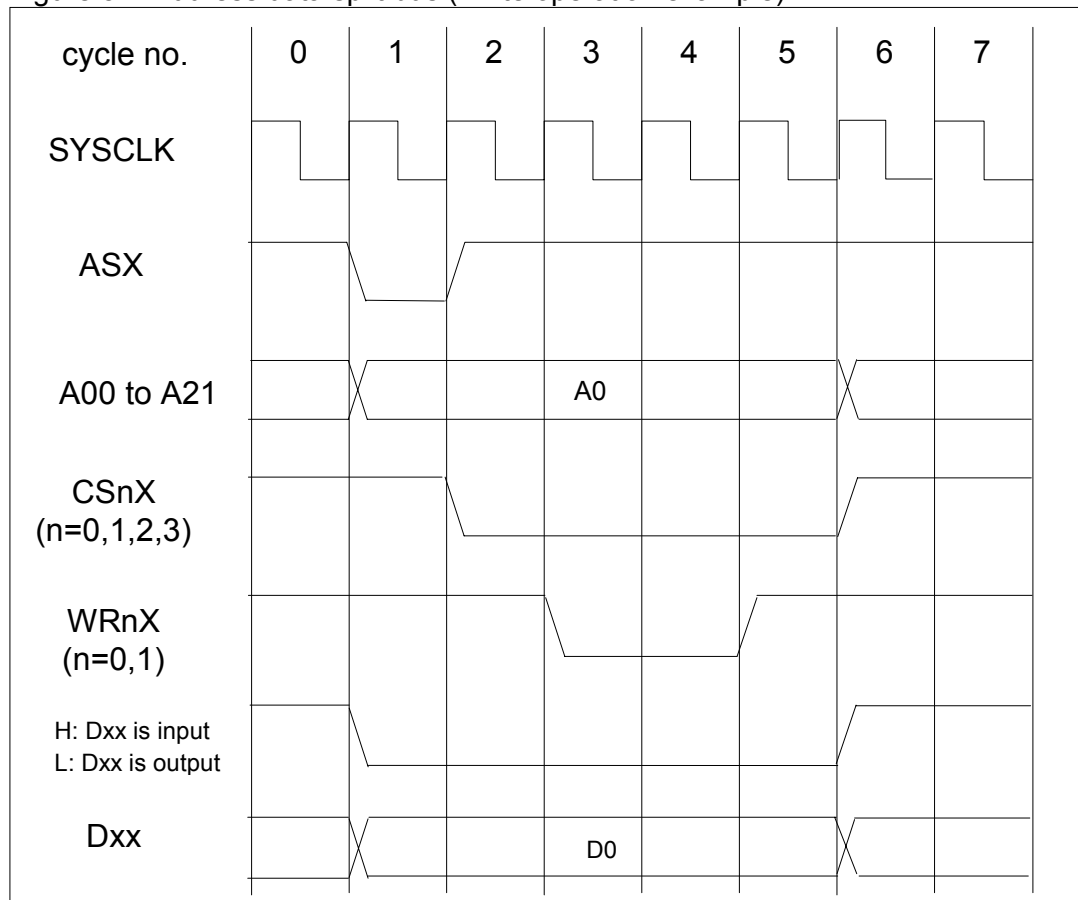 cycle no. 0 1 2 3 4 5 6 7
SYSCLK
ASX
A00 to A21 A0
CSnX
(n=0,1,2,3)
WRnX
(n=0,1)
H: Dxx is input
L: Dxx is output
Dxx D0